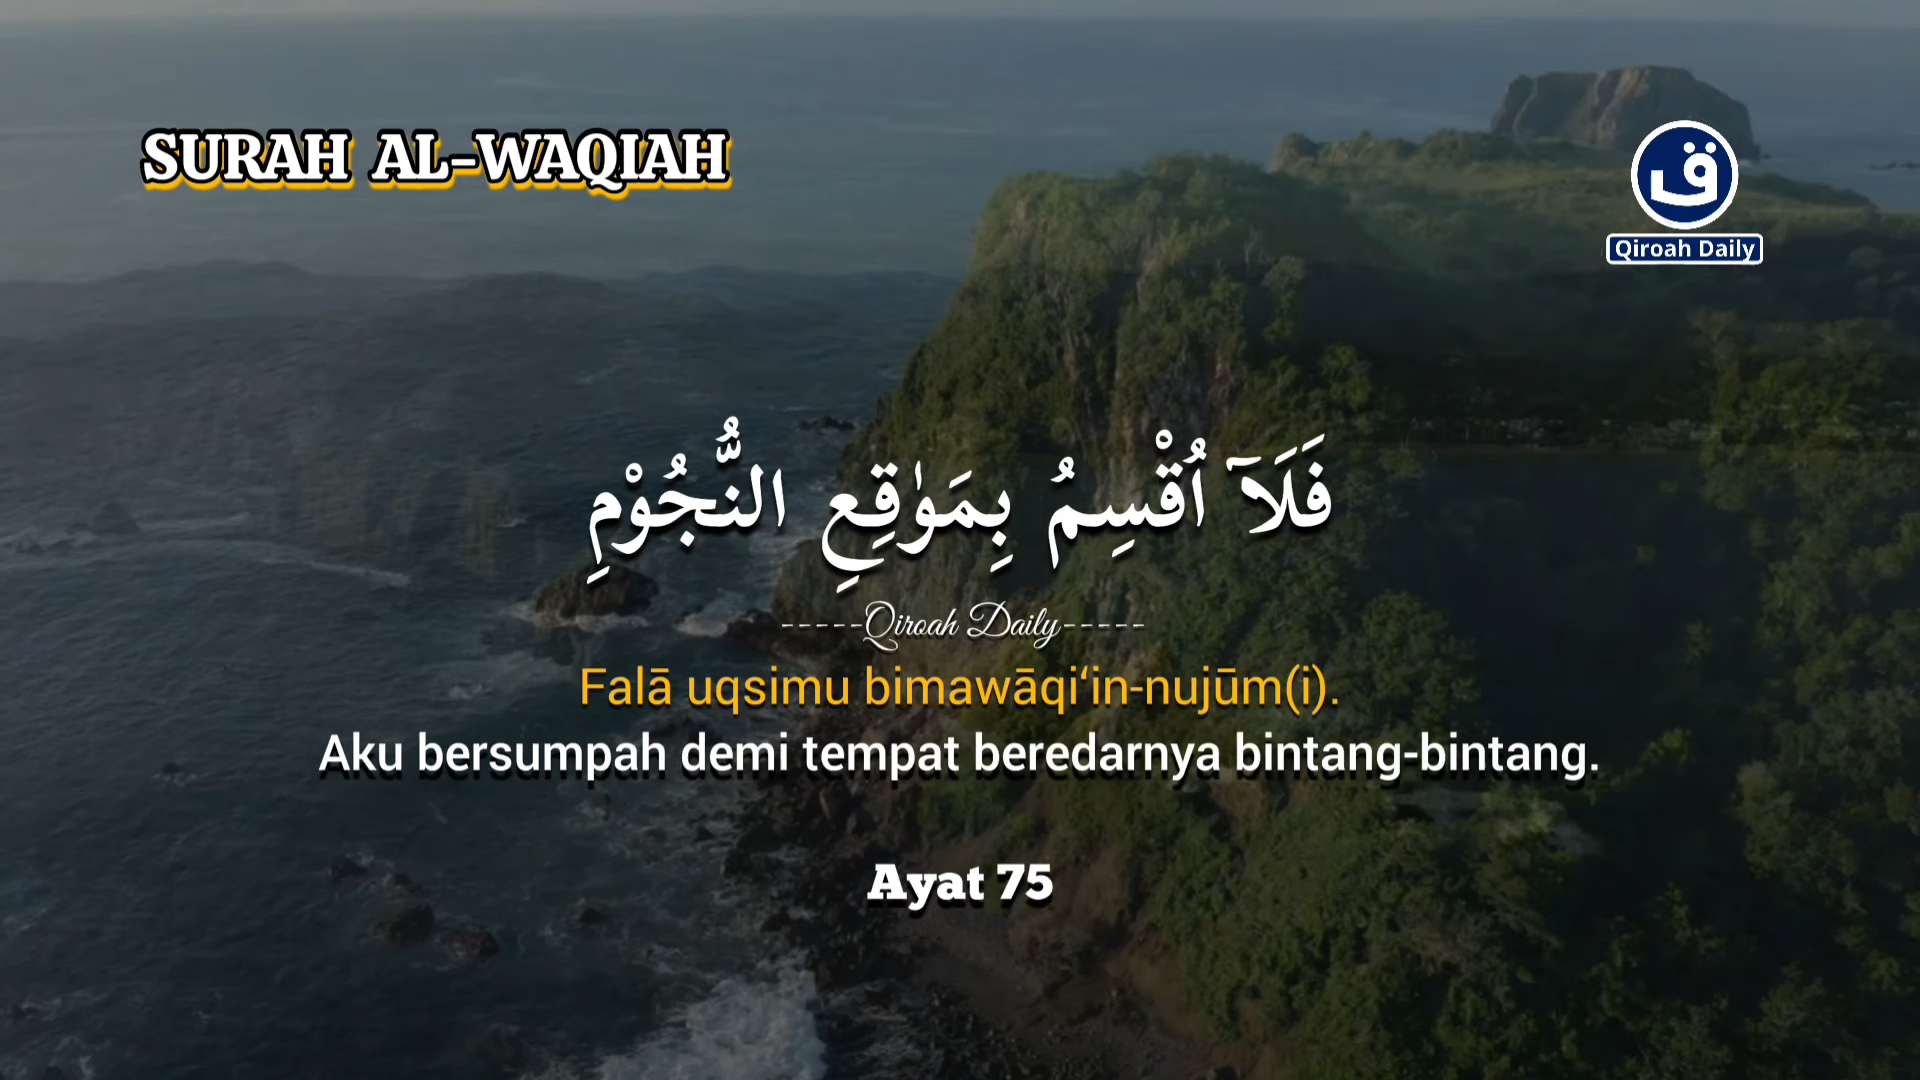 SURAH AL-WAQIAH
ق
Qiroah Daily
فَلَآ اُقْسِمُ بِمَوٰقِعِ النُّجُوْمِ
-----Qiroah Daily-----
Falā uqsimu bimawāqi‘in-nujūm(i).
Aku bersumpah demi tempat beredarnya bintang-bintang.
Ayat 75